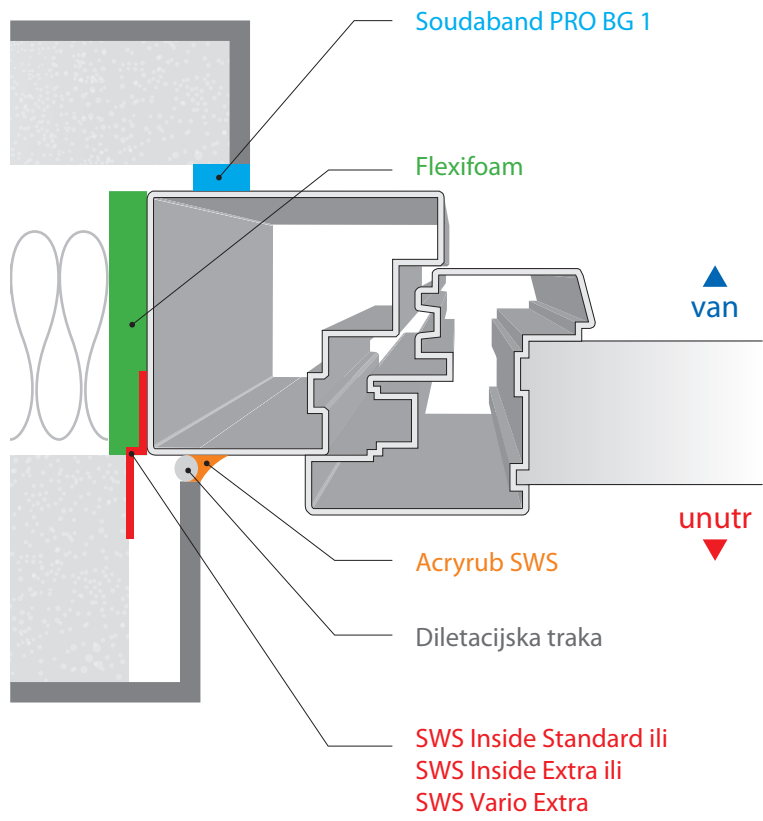 Soudaband PRO BG 1
Flexifoam
van
unutr
Acryrub SWS
Diletacijska traka
SWS Inside Standard ili
SWS Inside Extra ili
SWS Vario Extra